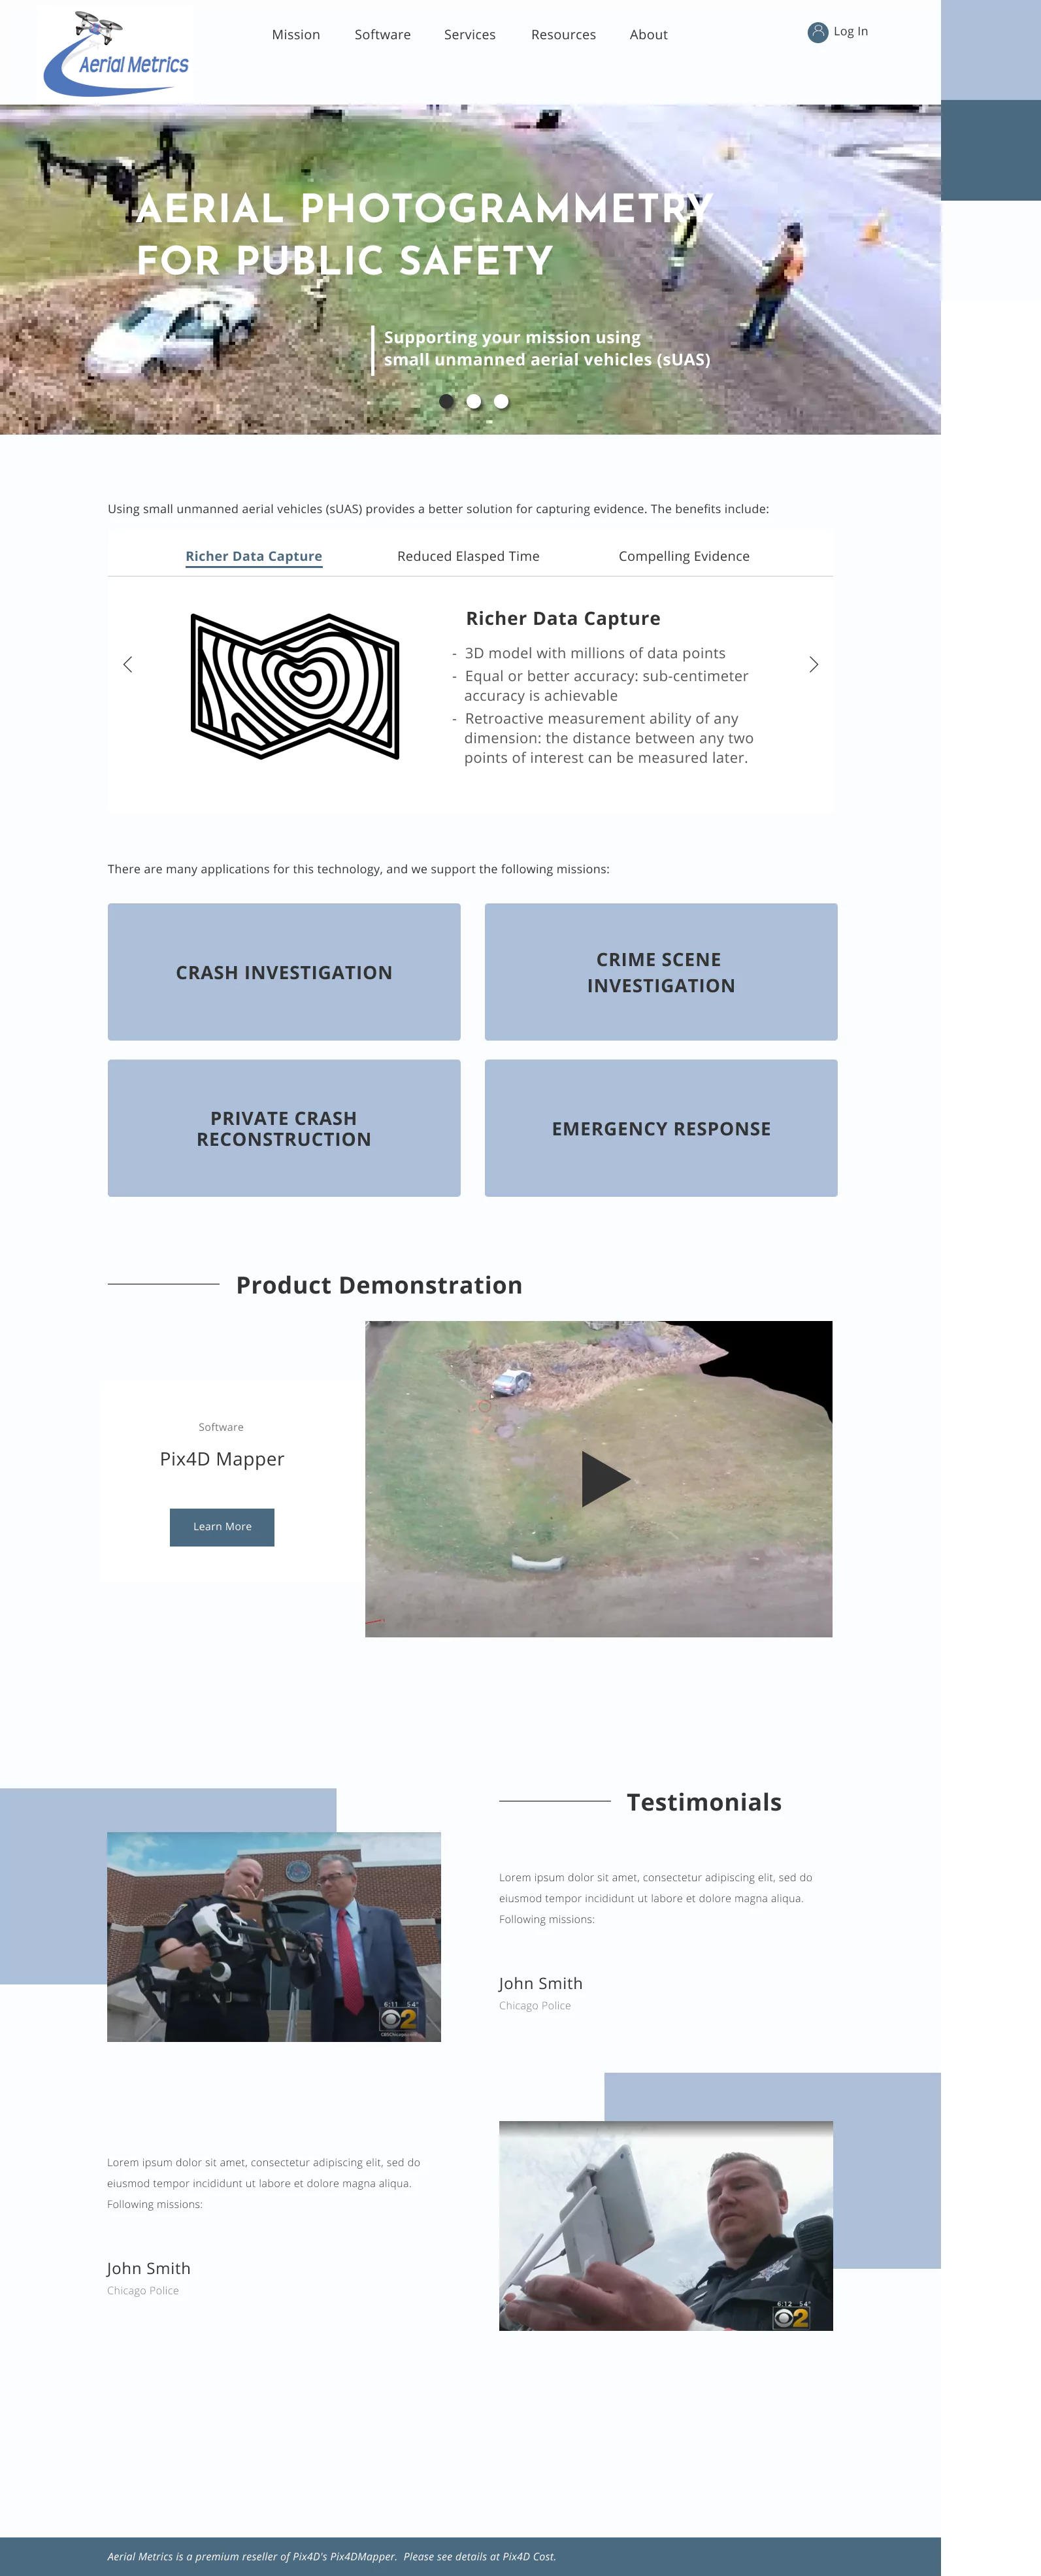 Aerial Metrics
Mission
Software
Services
Resources
About
Log In
AERIAL PHOTOGRAMMETRY
FOR PUBLIC SAFETY
Supporting your mission using
small unmanned aerial vehicles (sUAS)
Using small unmanned aerial vehicles (sUAS) provides a better solution for capturing evidence. The benefits include:
Richer Data Capture
Reduced Elasped Time
Compelling Evidence
Richer Data Capture
- 3D model with millions of data points
- Equal or better accuracy: sub-centimeter
accuracy is achievable
- Retroactive measurement ability of any
dimension: the distance between any two
points of interest can be measured later.
There are many applications for this technology, and we support the following missions:
CRASH INVESTIGATION
CRIME SCENE
INVESTIGATION
PRIVATE CRASH
RECONSTRUCTION
EMERGENCY RESPONSE
Product Demonstration
Software
Pix4D Mapper
Learn More
Testimonials
Lorem ipsum dolor sit amet, consectetur adipiscing elit, sed do
eiusmod tempor incididunt ut labore et dolore magna aliqua.
Following missions:
John Smith
Chicago Police
6:11 54°
2
Lorem ipsum dolor sit amet, consectetur adipiscing elit, sed do
eiusmod tempor incididunt ut labore et dolore magna aliqua.
Following missions:
John Smith
Chicago Police
6:12 54°
2
Aerial Metrics is a premium reseller of Pix4D's Pix4DMapper. Please see details at Pix4D Cost.